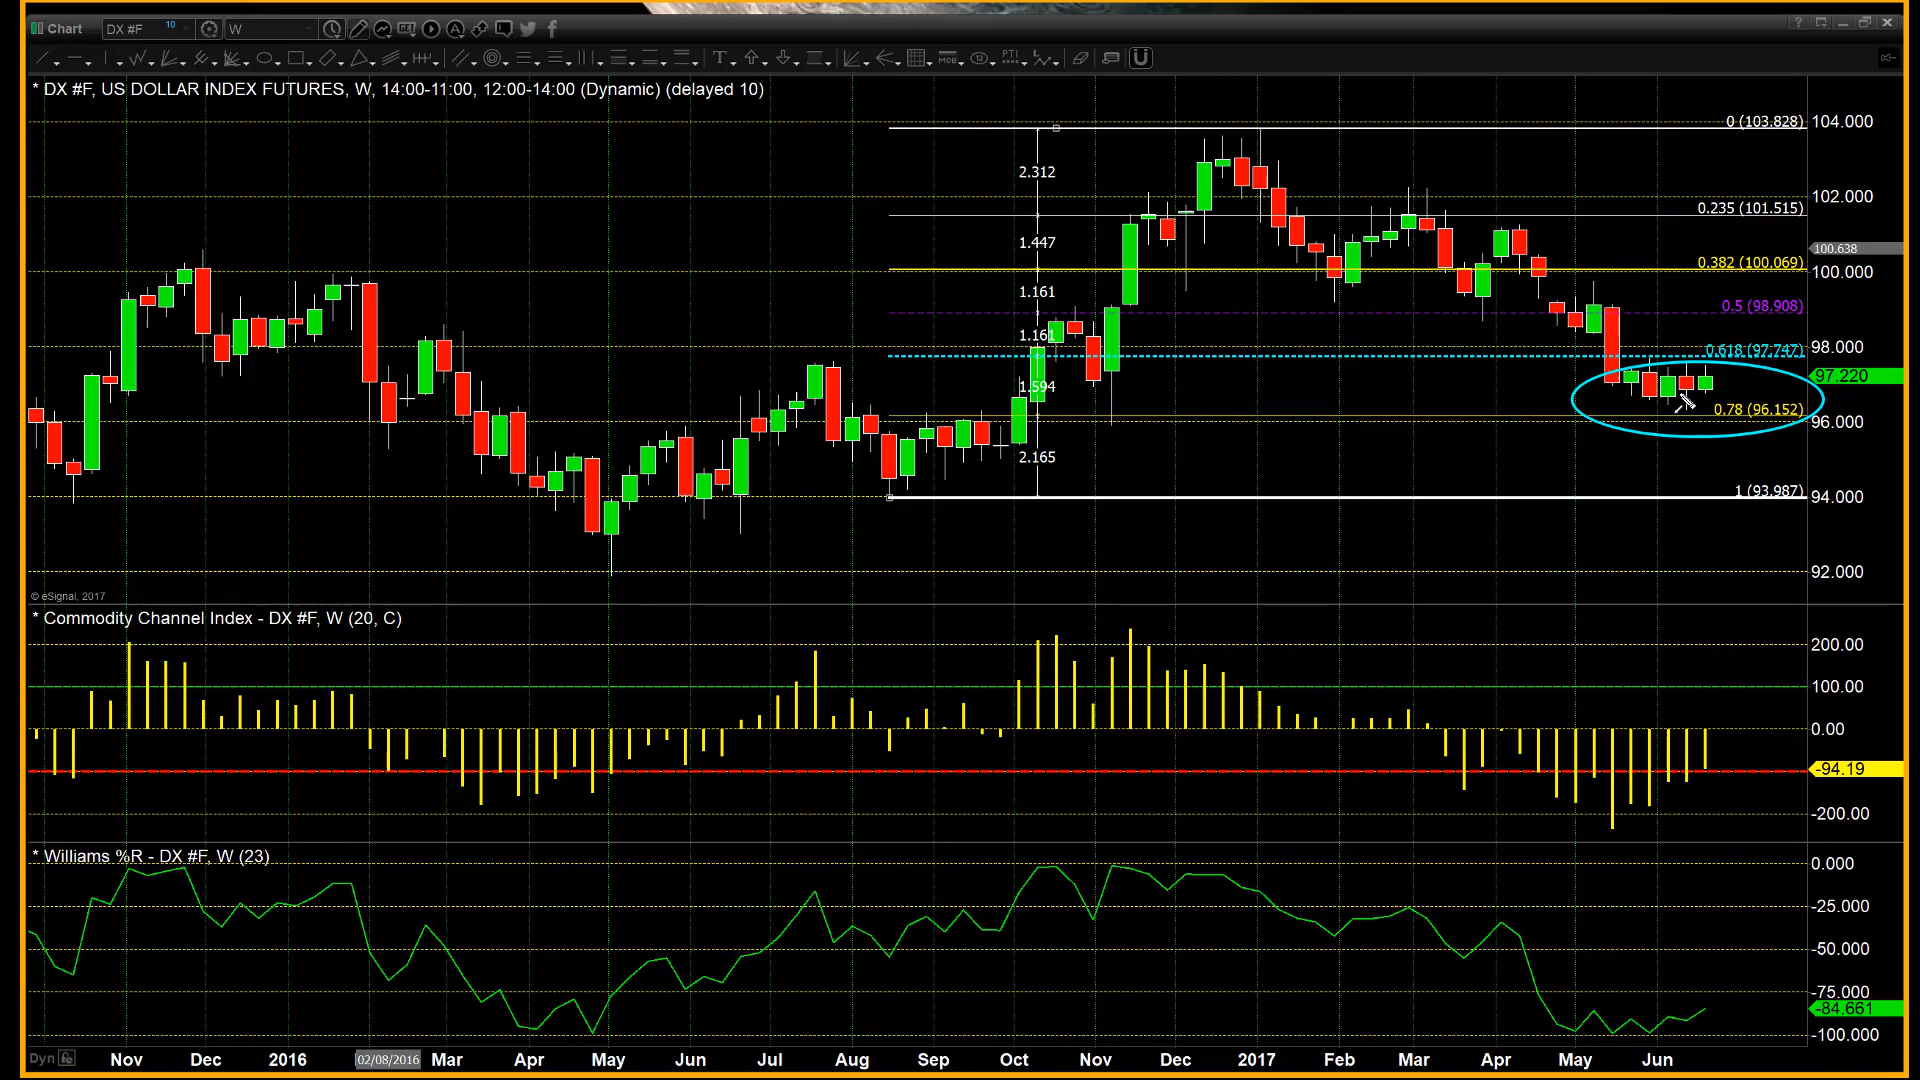 Chart
DX #F
10
W
GET
T
MOB
PTI
* DX #F, US DOLLAR INDEX FUTURES, W, 14:00-11:00, 12:00-14:00 (Dynamic) (delayed 10)
0 (103.828)
104.000
2.312
102.000
0.235 (101.515)
1.447
100.638
0.382 (100.069)
100.000
1.161
0.5 (98.908)
1.161
0.618 (97.747)
98.000
97.220
1.594
0.78 (96.152)
96.000
2.165
1 (93.987)
94.000
92.000
© eSignal, 2017
* Commodity Channel Index - DX #F, W (20, C)
200.00
100.00
0.00
-94.19
-200.00
* Williams %R - DX #F, W (23)
0.000
-25.000
-50.000
-75.000
-84.661
-100.000
Dyn Nov Dec 2016 02/08/2016 Mar Apr May Jun Jul Aug Sep Oct Nov Dec 2017 Feb Mar Apr May Jun